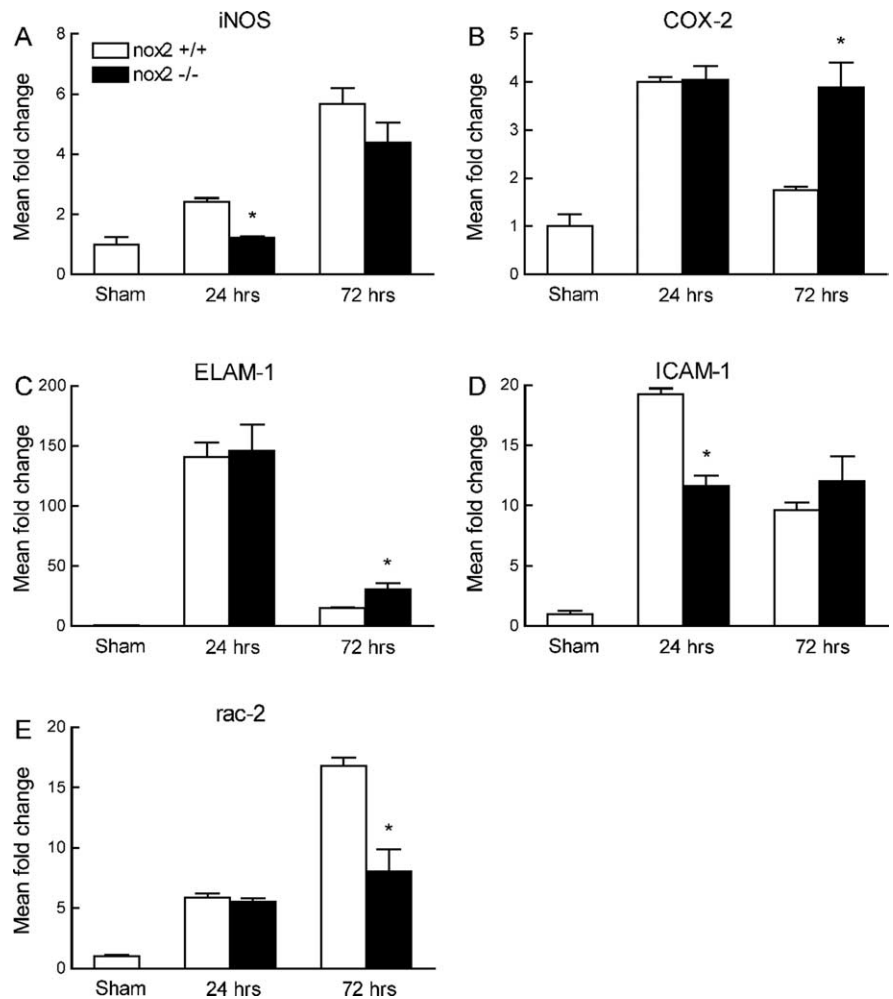 A
iNOS
nox2 +/+
nox2 -/-
Mean fold change
8
6
4
2
0
*
Sham
24 hrs
72 hrs
B
COX-2
Mean fold change
5
4
3
2
1
0
*
Sham
24 hrs
72 hrs
C
ELAM-1
Mean fold change
200
150
100
50
0
*
Sham
24 hrs
72 hrs
D
ICAM-1
Mean fold change
20
15
10
5
0
*
Sham
24 hrs
72 hrs
E
rac-2
Mean fold change
20
15
10
5
0
*
Sham
24 hrs
72 hrs